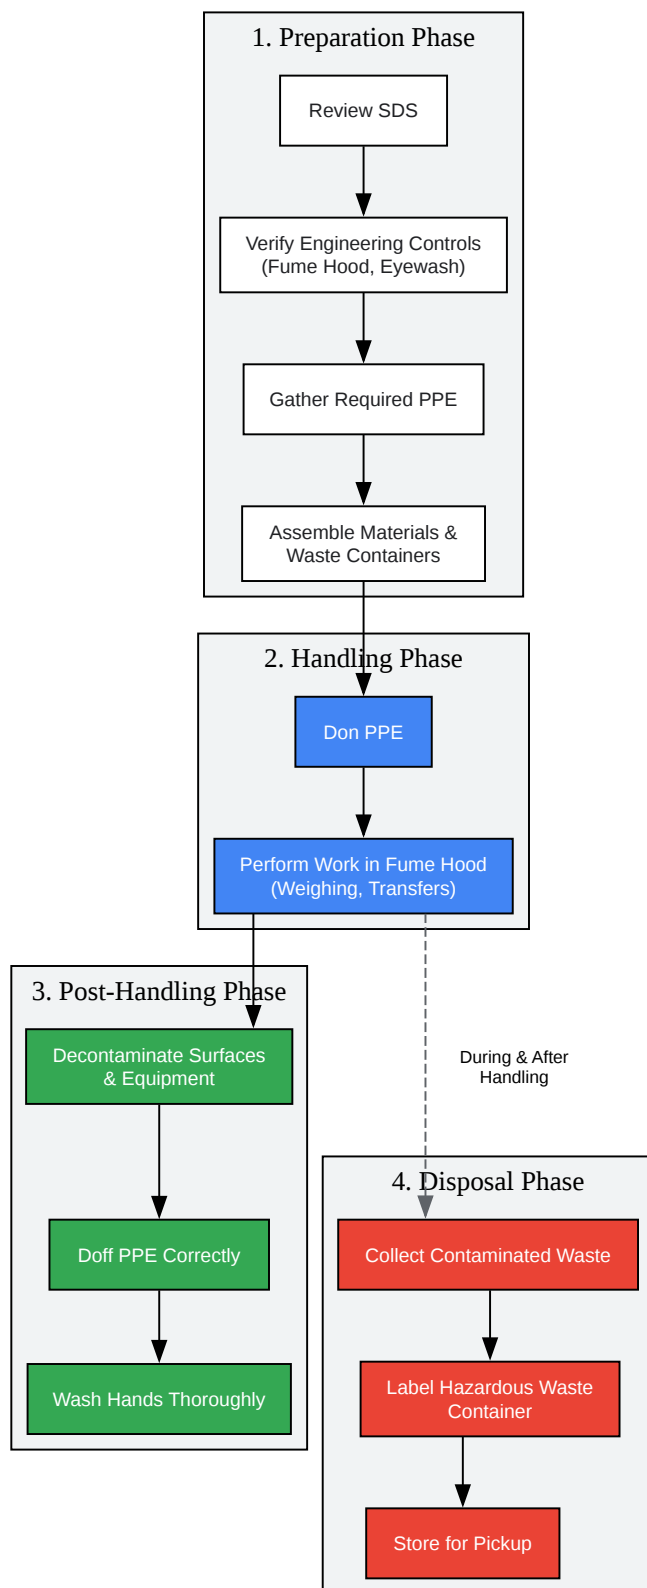 1. Preparation Phase
Review SDS
Verify Engineering Controls
(Fume Hood, Eyewash)
Gather Required PPE
Assemble Materials &
Waste Containers
2. Handling Phase
Don PPE
Perform Work in Fume Hood
(Weighing, Transfers)
3. Post-Handling Phase
Decontaminate Surfaces
& Equipment
Doff PPE Correctly
Wash Hands Thoroughly
During & After
Handling
4. Disposal Phase
Collect Contaminated Waste
Label Hazardous Waste
Container
Store for Pickup